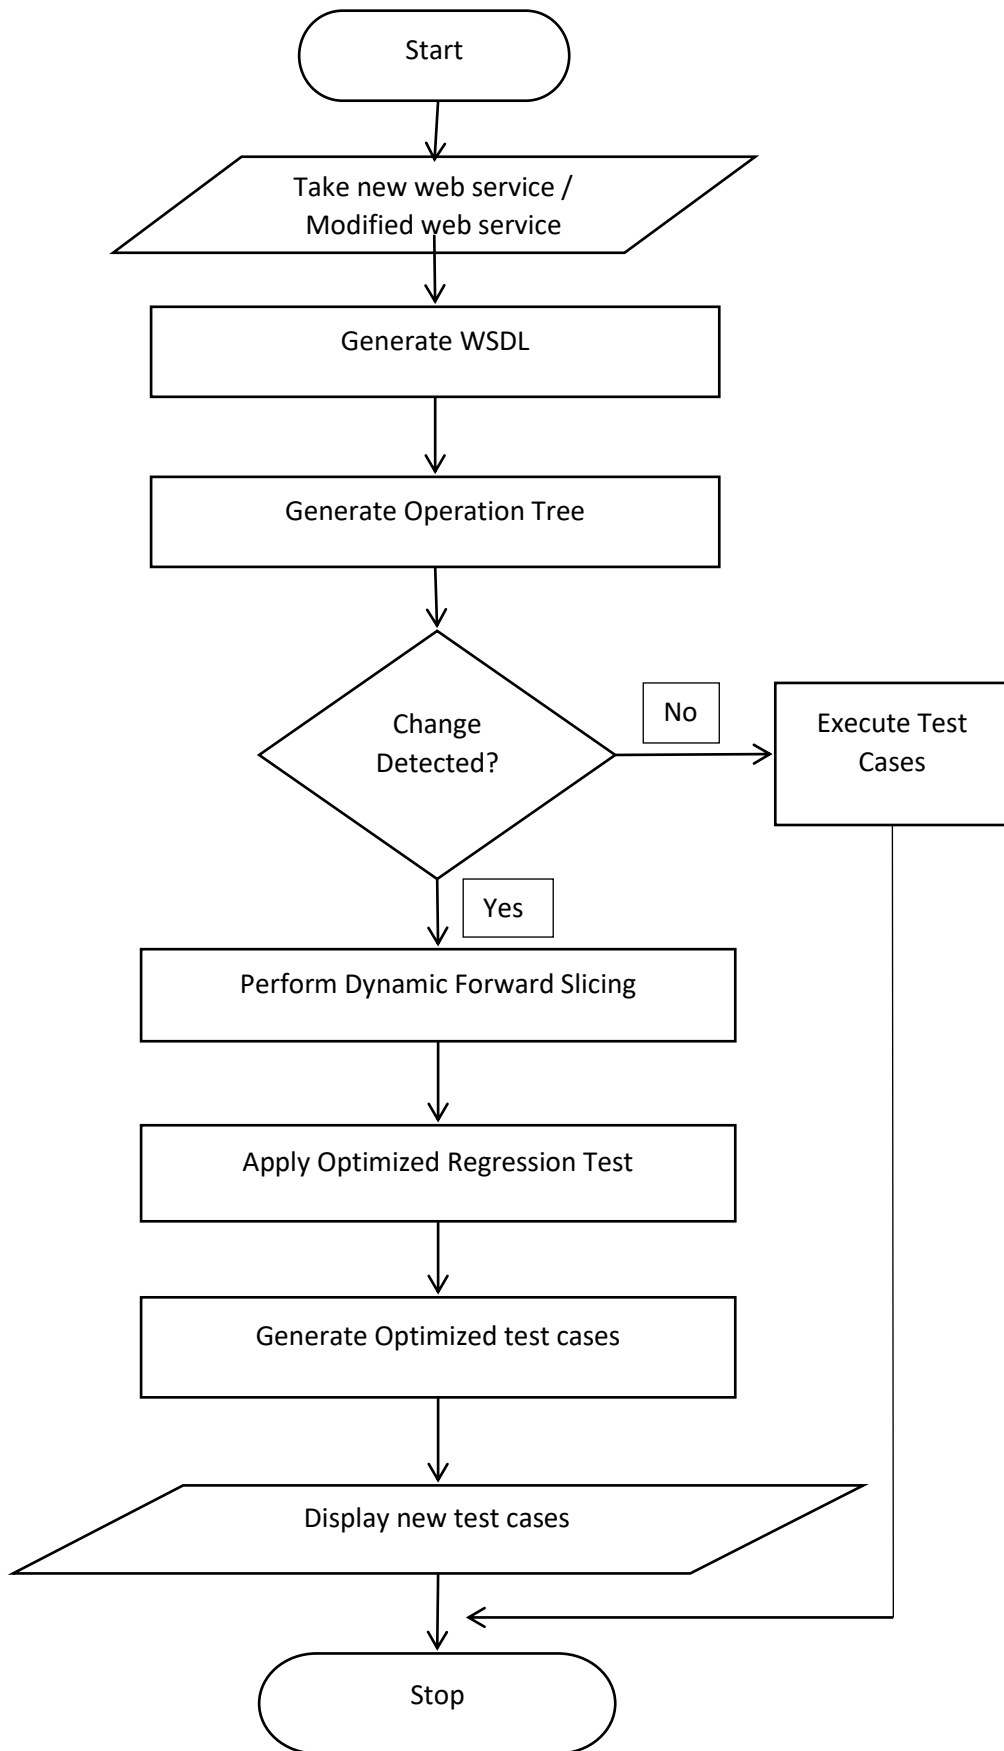 Start
Take new web service /
Modified web service
Generate WSDL
Generate Operation Tree
Change
Detected?
No
Execute Test
Cases
Yes
Perform Dynamic Forward Slicing
Apply Optimized Regression Test
Generate Optimized test cases
Display new test cases
Stop